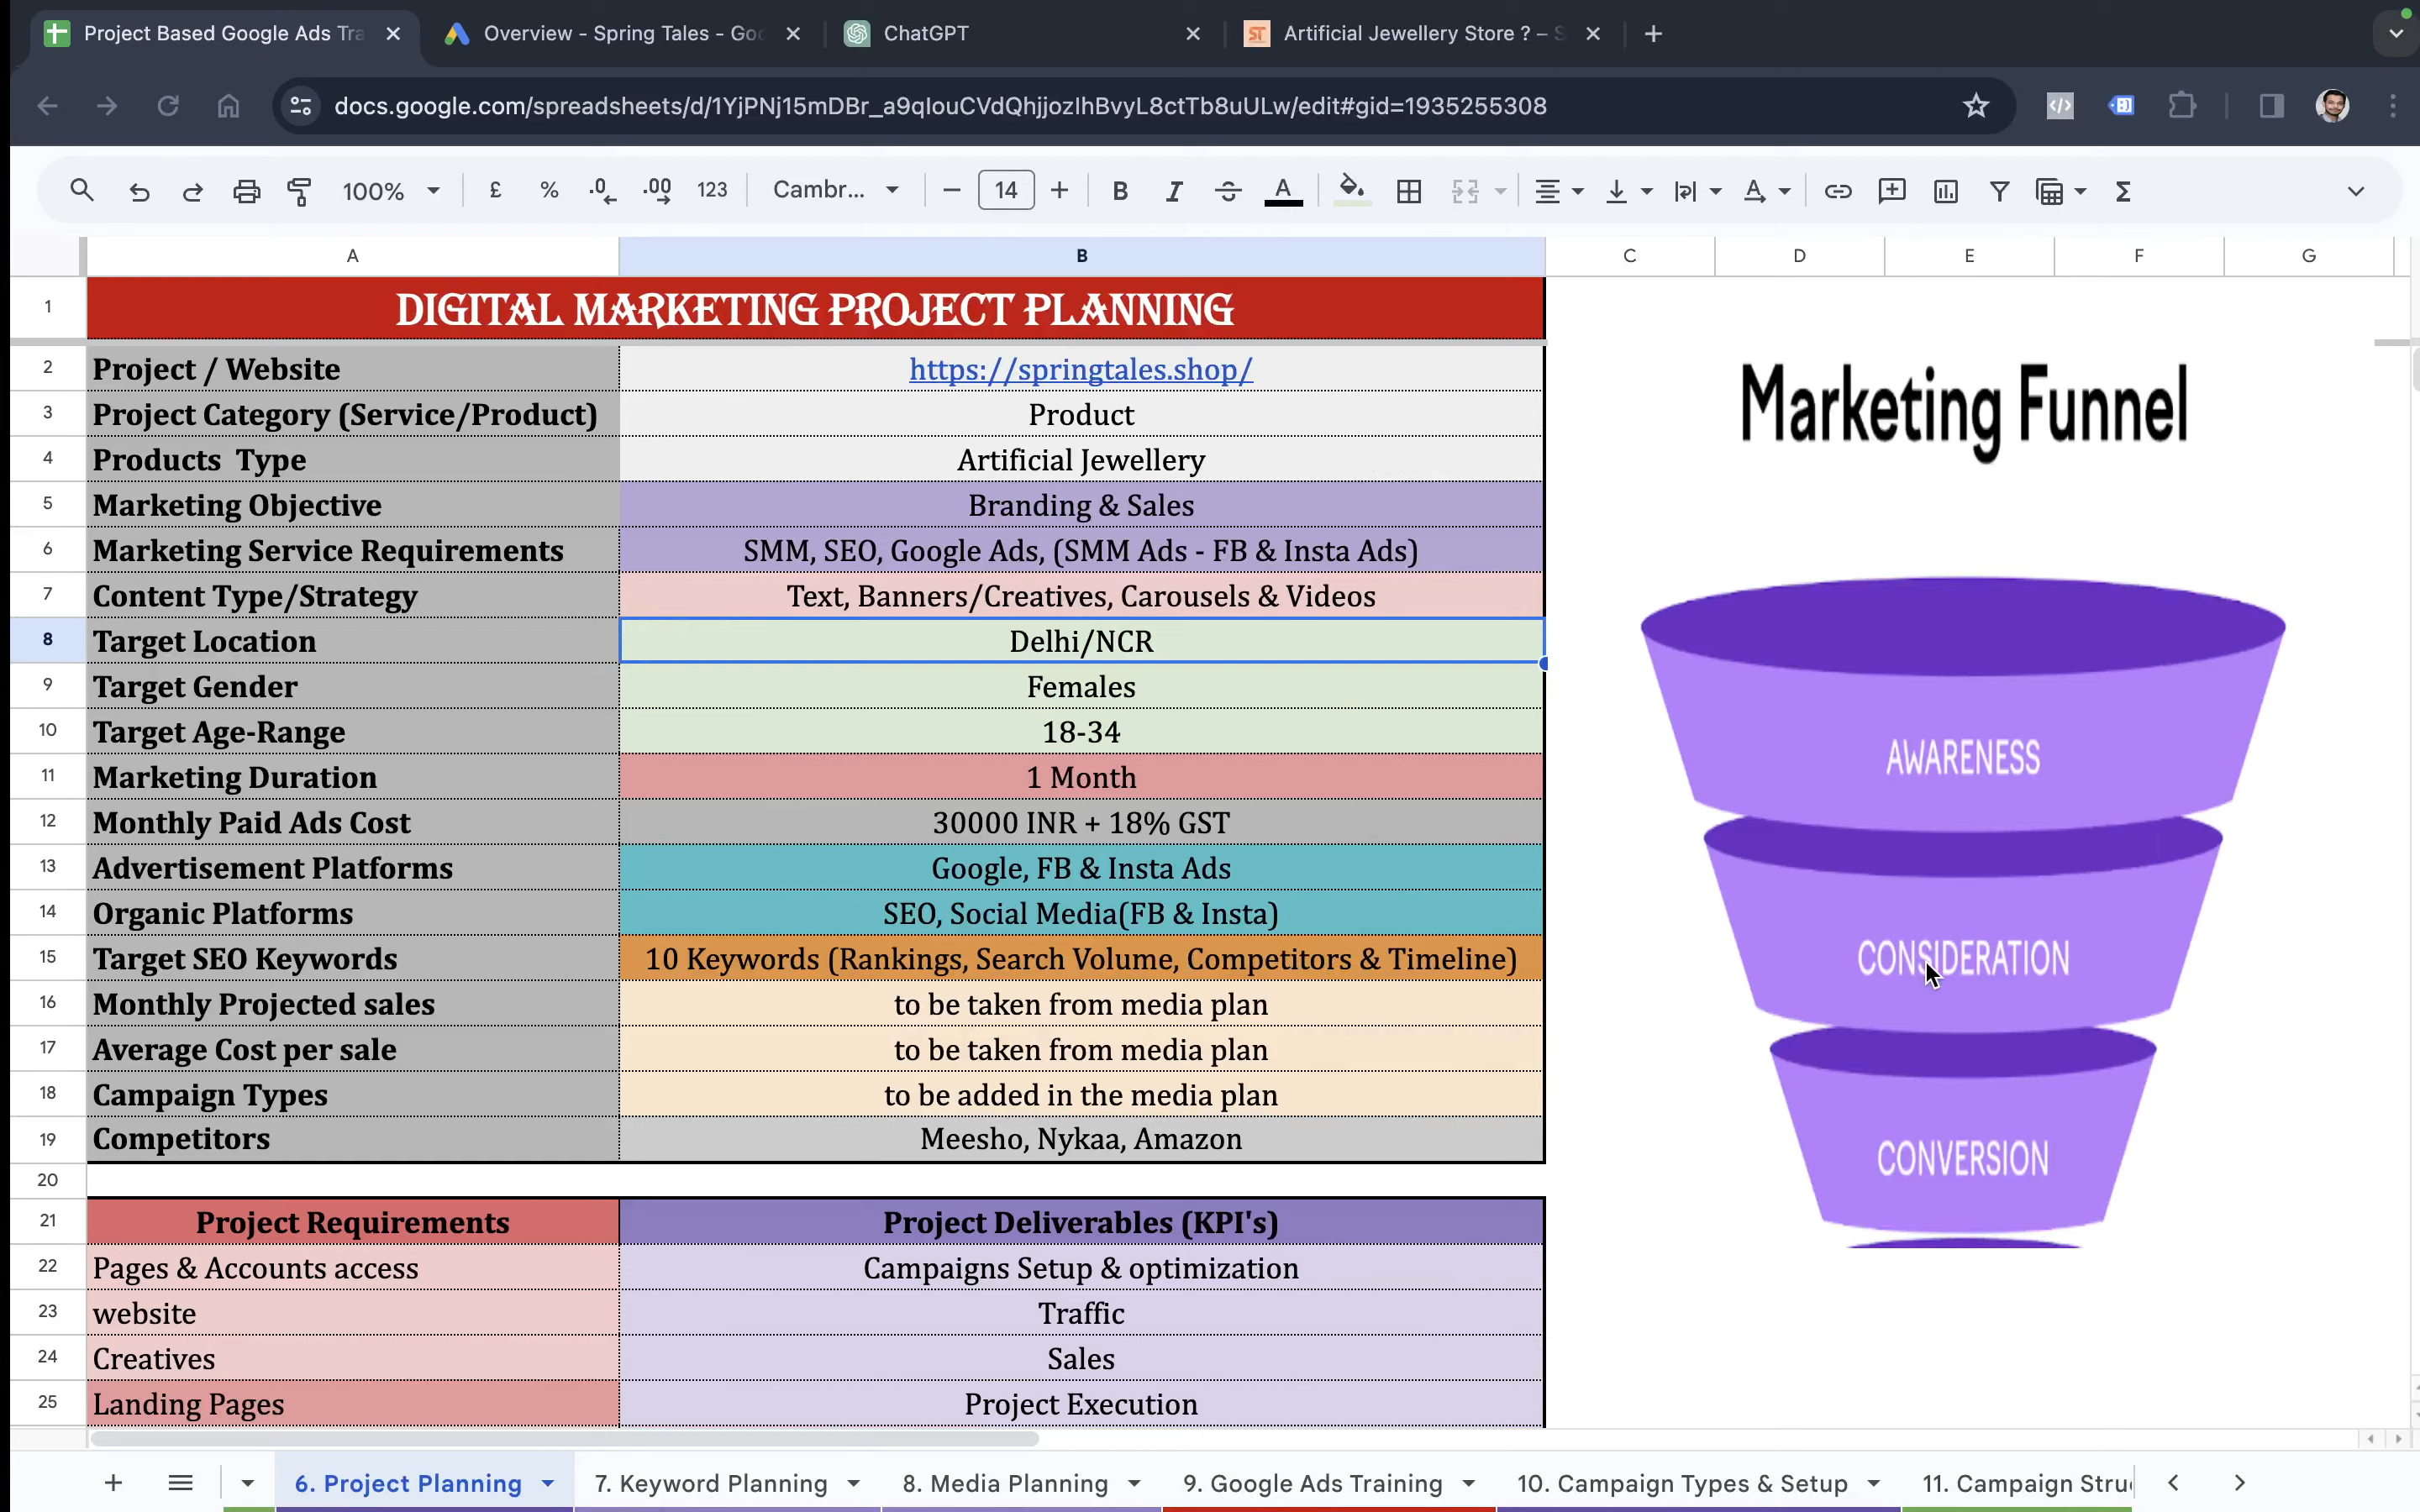 Project Based Google Ads Tra
Overview - Spring Tales - Goo
ChatGPT
ST
Artificial Jewellery Store ? – S
docs.google.com/spreadsheets/d/1YjPNj15mDBr_a9qIouCVdQhjjozIhBvyL8ctTb8uULw/edit#gid=1935255308
100%
£
%
.0
.00
123
Cambr...
14
B
I
A
A
Σ
A
B
C
D
E
F
G
1
DIGITAL MARKETING PROJECT PLANNING
2
Project / Website
https://springtales.shop/
3
Project Category (Service/Product)
Product
4
Products Type
Artificial Jewellery
5
Marketing Objective
Branding & Sales
6
Marketing Service Requirements
SMM, SEO, Google Ads, (SMM Ads - FB & Insta Ads)
7
Content Type/Strategy
Text, Banners/Creatives, Carousels & Videos
8
Target Location
Delhi/NCR
9
Target Gender
Females
10
Target Age-Range
18-34
11
Marketing Duration
1 Month
12
Monthly Paid Ads Cost
30000 INR + 18% GST
13
Advertisement Platforms
Google, FB & Insta Ads
14
Organic Platforms
SEO, Social Media(FB & Insta)
15
Target SEO Keywords
10 Keywords (Rankings, Search Volume, Competitors & Timeline)
16
Monthly Projected sales
to be taken from media plan
17
Average Cost per sale
to be taken from media plan
18
Campaign Types
to be added in the media plan
19
Competitors
Meesho, Nykaa, Amazon
20
21
Project Requirements
Project Deliverables (KPI's)
22
Pages & Accounts access
Campaigns Setup & optimization
23
website
Traffic
24
Creatives
Sales
25
Landing Pages
Project Execution
Marketing Funnel
AWARENESS
CONSIDERATION
CONVERSION
6. Project Planning
7. Keyword Planning
8. Media Planning
9. Google Ads Training
10. Campaign Types & Setup
11. Campaign Stru